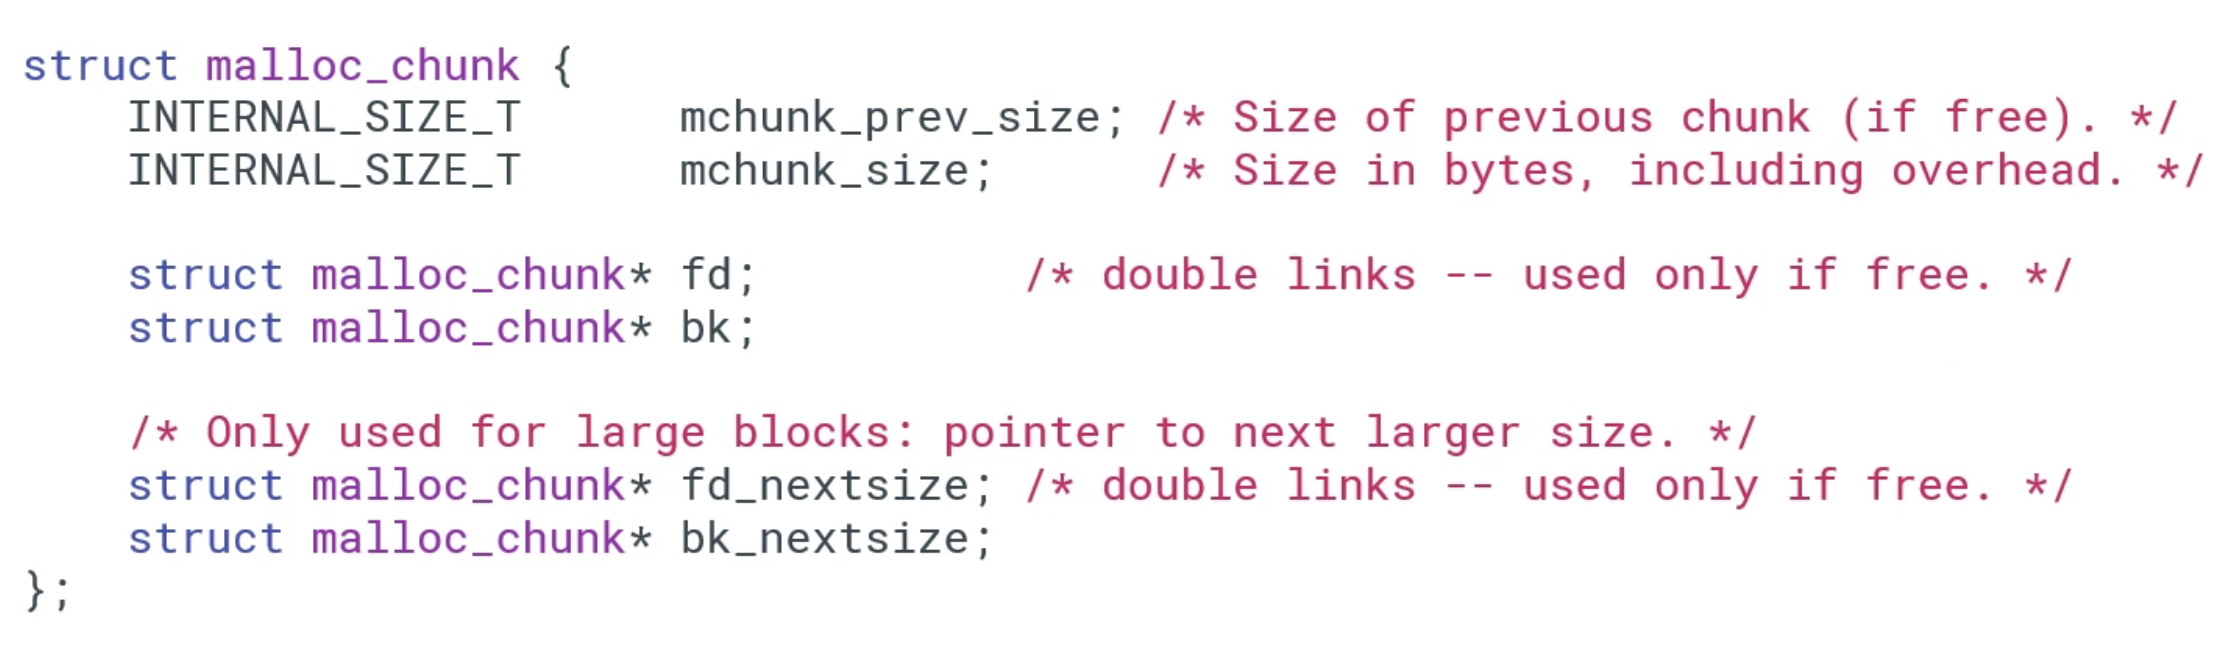 struct malloc_chunk {
    INTERNAL_SIZE_T      mchunk_prev_size; /* Size of previous chunk (if free). */
    INTERNAL_SIZE_T      mchunk_size;      /* Size in bytes, including overhead. */

    struct malloc_chunk* fd;          /* double links -- used only if free. */
    struct malloc_chunk* bk;

    /* Only used for large blocks: pointer to next larger size. */
    struct malloc_chunk* fd_nextsize; /* double links -- used only if free. */
    struct malloc_chunk* bk_nextsize;
};